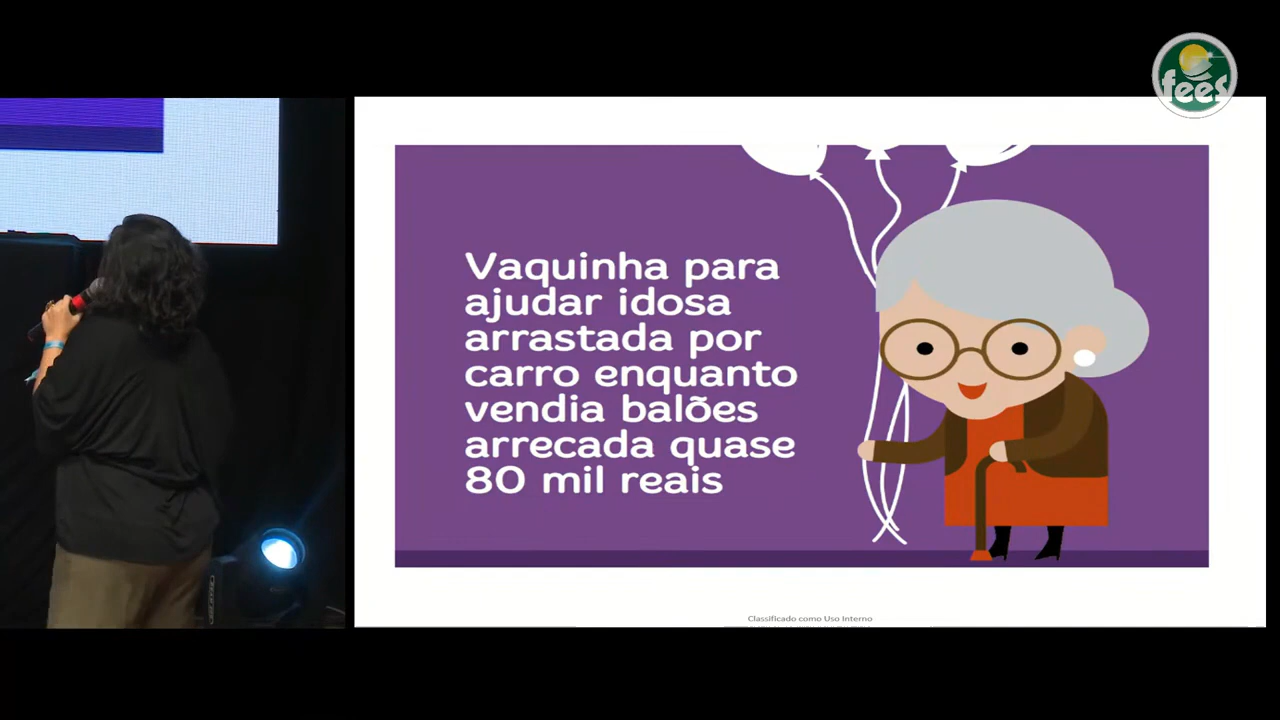 fees
Vaquinha para
ajudar idosa
arrastada por
carro enquanto
vendia balões
arrecada quase
80 mil reais
Classificado como Uso Interno